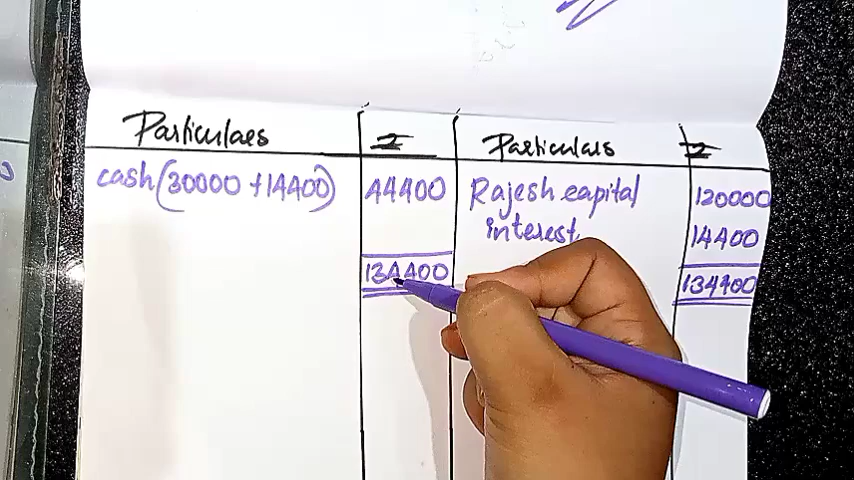 Particulars ₹ Particulars ₹
cash (30000 + 14400) 44400 Rajesh capital 120000
interest 14400
134400 134400